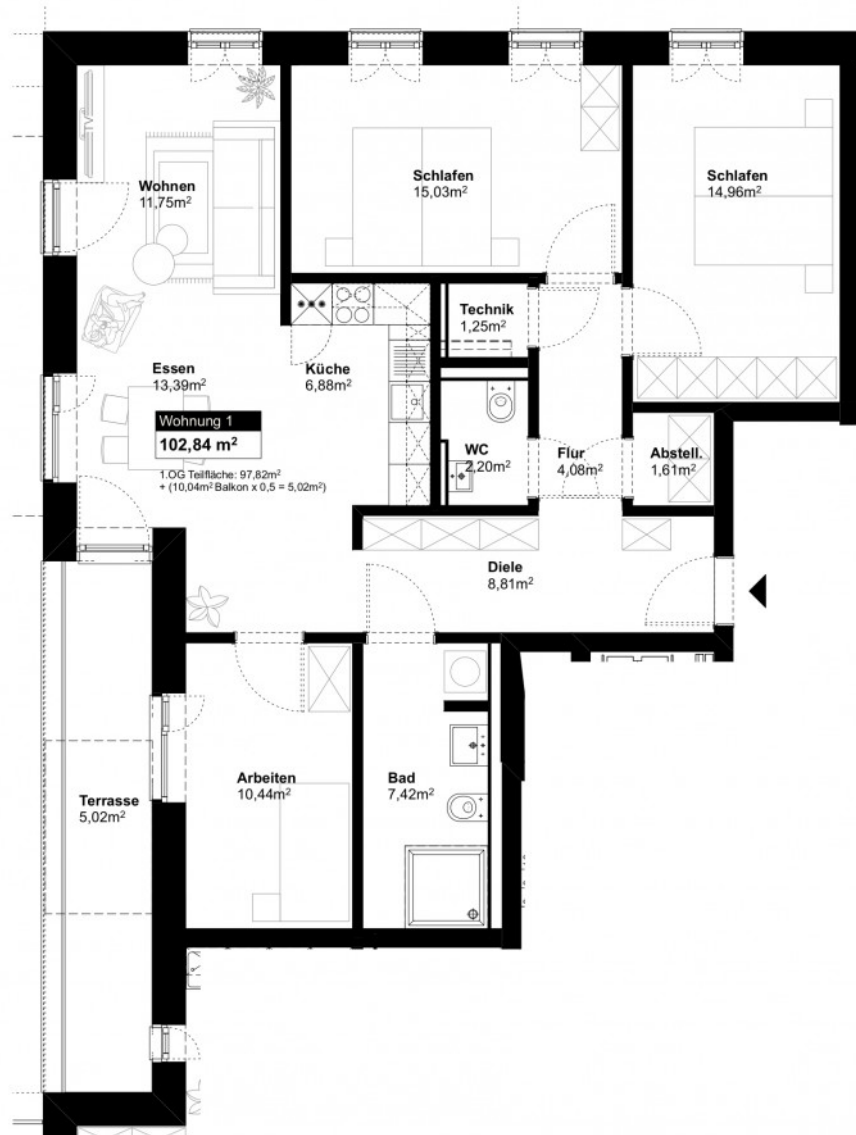 TV
Wohnen
11,75m²
Schlafen
15,03m²
Schlafen
14,96m²
Technik
1,25m²
Essen
13,39m²
Küche
6,88m²
Wohnung 1
102,84 m²
1.OG Teilfläche: 97,82m²
+ (10,04m² Balkon x 0,5 = 5,02m²)
WC
2,20m²
Flur
4,08m²
Abstell.
1,61m²
Diele
8,81m²
Arbeiten
10,44m²
Bad
7,42m²
Terrasse
5,02m²